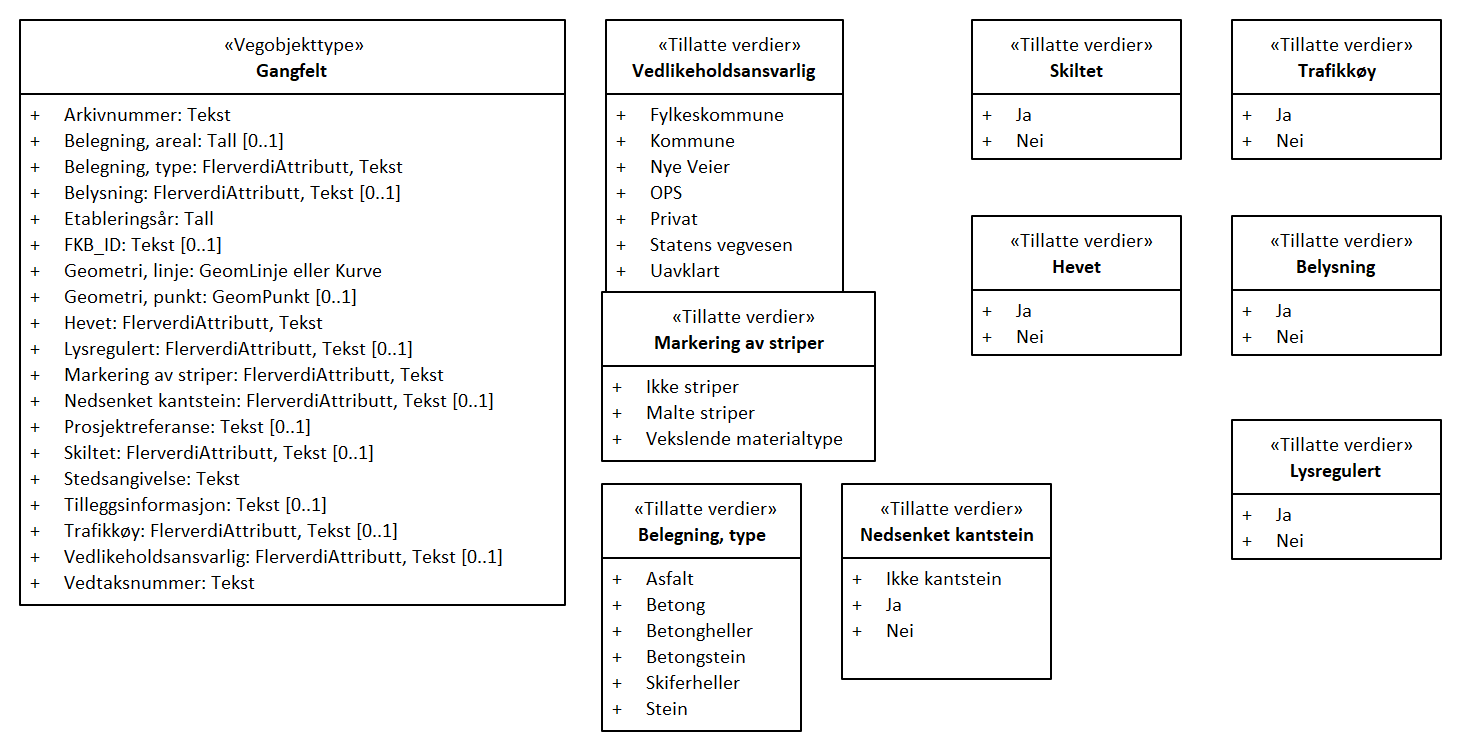 «Vegobjekttype»
Gangfelt
+ Arkivnummer: Tekst
+ Belegning, areal: Tall [0..1]
+ Belegning, type: FlerverdiAttributt, Tekst
+ Belysning: FlerverdiAttributt, Tekst [0..1]
+ Etableringsår: Tall
+ FKB_ID: Tekst [0..1]
+ Geometri, linje: GeomLinje eller Kurve
+ Geometri, punkt: GeomPunkt [0..1]
+ Hevet: FlerverdiAttributt, Tekst
+ Lysregulert: FlerverdiAttributt, Tekst [0..1]
+ Markering av striper: FlerverdiAttributt, Tekst
+ Nedsenket kantstein: FlerverdiAttributt, Tekst [0..1]
+ Prosjektreferanse: Tekst [0..1]
+ Skiltet: FlerverdiAttributt, Tekst [0..1]
+ Stedsangivelse: Tekst
+ Tilleggsinformasjon: Tekst [0..1]
+ Trafikkøy: FlerverdiAttributt, Tekst [0..1]
+ Vedlikeholdsansvarlig: FlerverdiAttributt, Tekst [0..1]
+ Vedtaksnummer: Tekst
«Tillatte verdier»
Vedlikeholdsansvarlig
+ Fylkeskommune
+ Kommune
+ Nye Veier
+ OPS
+ Privat
+ Statens vegvesen
+ Uavklart
«Tillatte verdier»
Markering av striper
+ Ikke striper
+ Malte striper
+ Vekslende materialtype
«Tillatte verdier»
Belegning, type
+ Asfalt
+ Betong
+ Betongheller
+ Betongstein
+ Skiferheller
+ Stein
«Tillatte verdier»
Nedsenket kantstein
+ Ikke kantstein
+ Ja
+ Nei
«Tillatte verdier»
Skiltet
+ Ja
+ Nei
«Tillatte verdier»
Hevet
+ Ja
+ Nei
«Tillatte verdier»
Trafikkøy
+ Ja
+ Nei
«Tillatte verdier»
Belysning
+ Ja
+ Nei
«Tillatte verdier»
Lysregulert
+ Ja
+ Nei